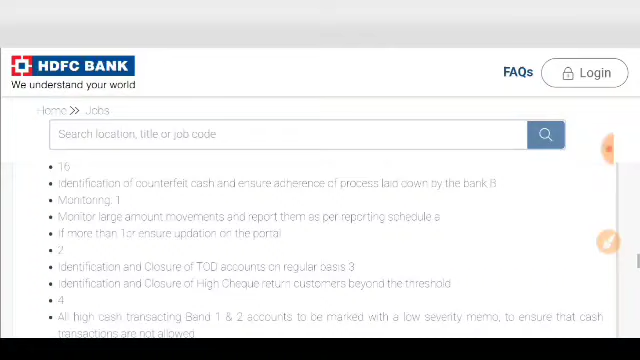 HDFC BANK
We understand your world
FAQs
Login
Home >> Jobs
Search location, title or job code
• 16
• Identification of counterfeit cash and ensure adherence of process laid down by the bank B
• Monitoring. 1
• Monitor large amount movements and report them as per reporting schedule a
• If more than 1cr ensure updation on the portal
• 2
• Identification and Closure of TOD accounts on regular basis 3
• Identification and Closure of High Cheque return customers beyond the threshold
• 4
• All high cash transacting Band 1 & 2 accounts to be marked with a low severity memo, to ensure that cash
transactions are not allowed